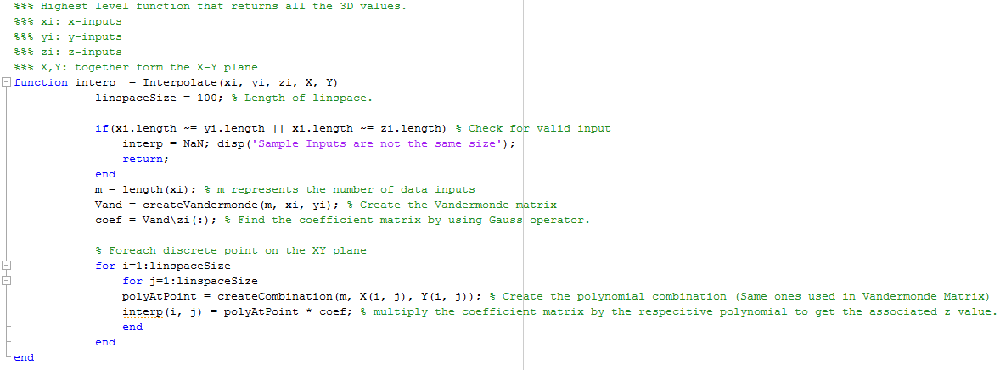 %%% Highest level function that returns all the 3D values.
%%% xi: x-inputs
%%% yi: y-inputs
%%% zi: z-inputs
%%% X,Y: together form the X-Y plane
function interp  = Interpolate(xi, yi, zi, X, Y)
linspaceSize = 100; % Length of linspace.
if(xi.length ~= yi.length || xi.length ~= zi.length) % Check for valid input
interp = NaN; disp('Sample Inputs are not the same size');
return;
end
m = length(xi); % m represents the number of data inputs
Vand = createVandermonde(m, xi, yi); % Create the Vandermonde matrix
coef = Vand\zi(:); % Find the coefficient matrix by using Gauss operator.
% Foreach discrete point on the XY plane
for i=1:linspaceSize
for j=1:linspaceSize
polyAtPoint = createCombination(m, X(i, j), Y(i, j)); % Create the polynomial combination (Same ones used in Vandermonde Matrix)
interp(i, j) = polyAtPoint * coef; % multiply the coefficient matrix by the respecitive polynomial to get the associated z value.
end
end
end